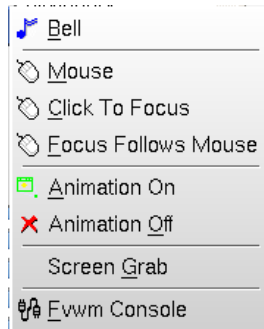 Bell
Mouse
Click To Focus
Focus Follows Mouse
Animation On
Animation Off
Screen Grab
Fvwm Console